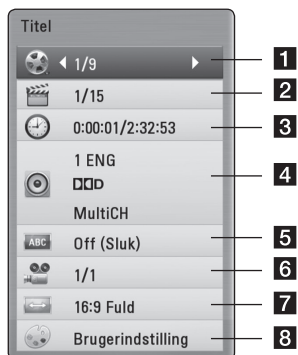 Titel
1/9
1
1/15
2
0:00:01/2:32:53
3
1 ENG
D
MultiCH
4
ABC
Off (Sluk)
5
1/1
6
16:9 Fuld
7
Brugerindstilling
8